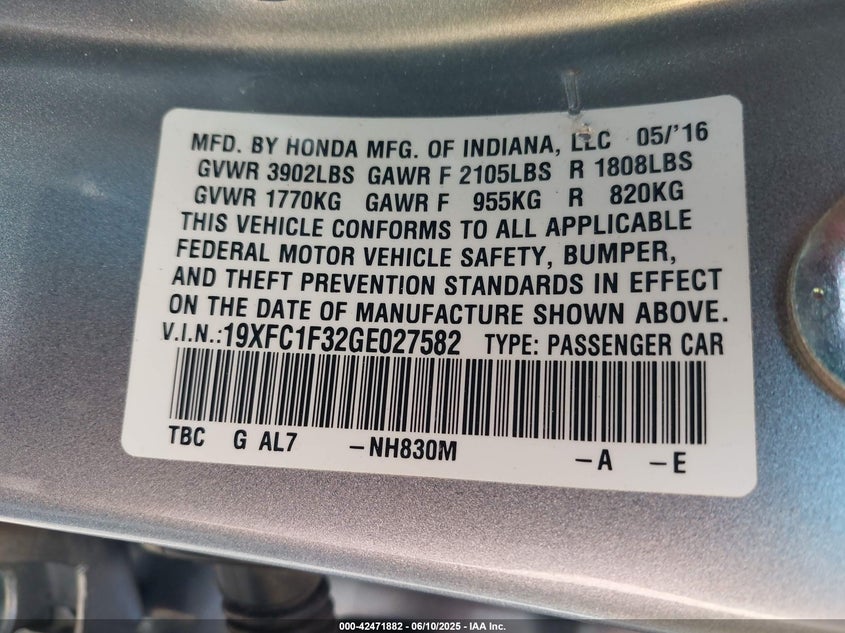 MFD. BY HONDA MFG. OF INDIANA, LLC 05/'16
GVWR 3902LBS GAWR F 2105LBS R 1808LBS
GVWR 1770KG GAWR F 955KG R 820KG
THIS VEHICLE CONFORMS TO ALL APPLICABLE
FEDERAL MOTOR VEHICLE SAFETY, BUMPER,
AND THEFT PREVENTION STANDARDS IN EFFECT
ON THE DATE OF MANUFACTURE SHOWN ABOVE.
V.I.N.:19XFC1F32GE027582 TYPE: PASSENGER CAR
TBC G AL7 -NH830M -A -E
000-42471882 - 06/10/2025 - IAA Inc.